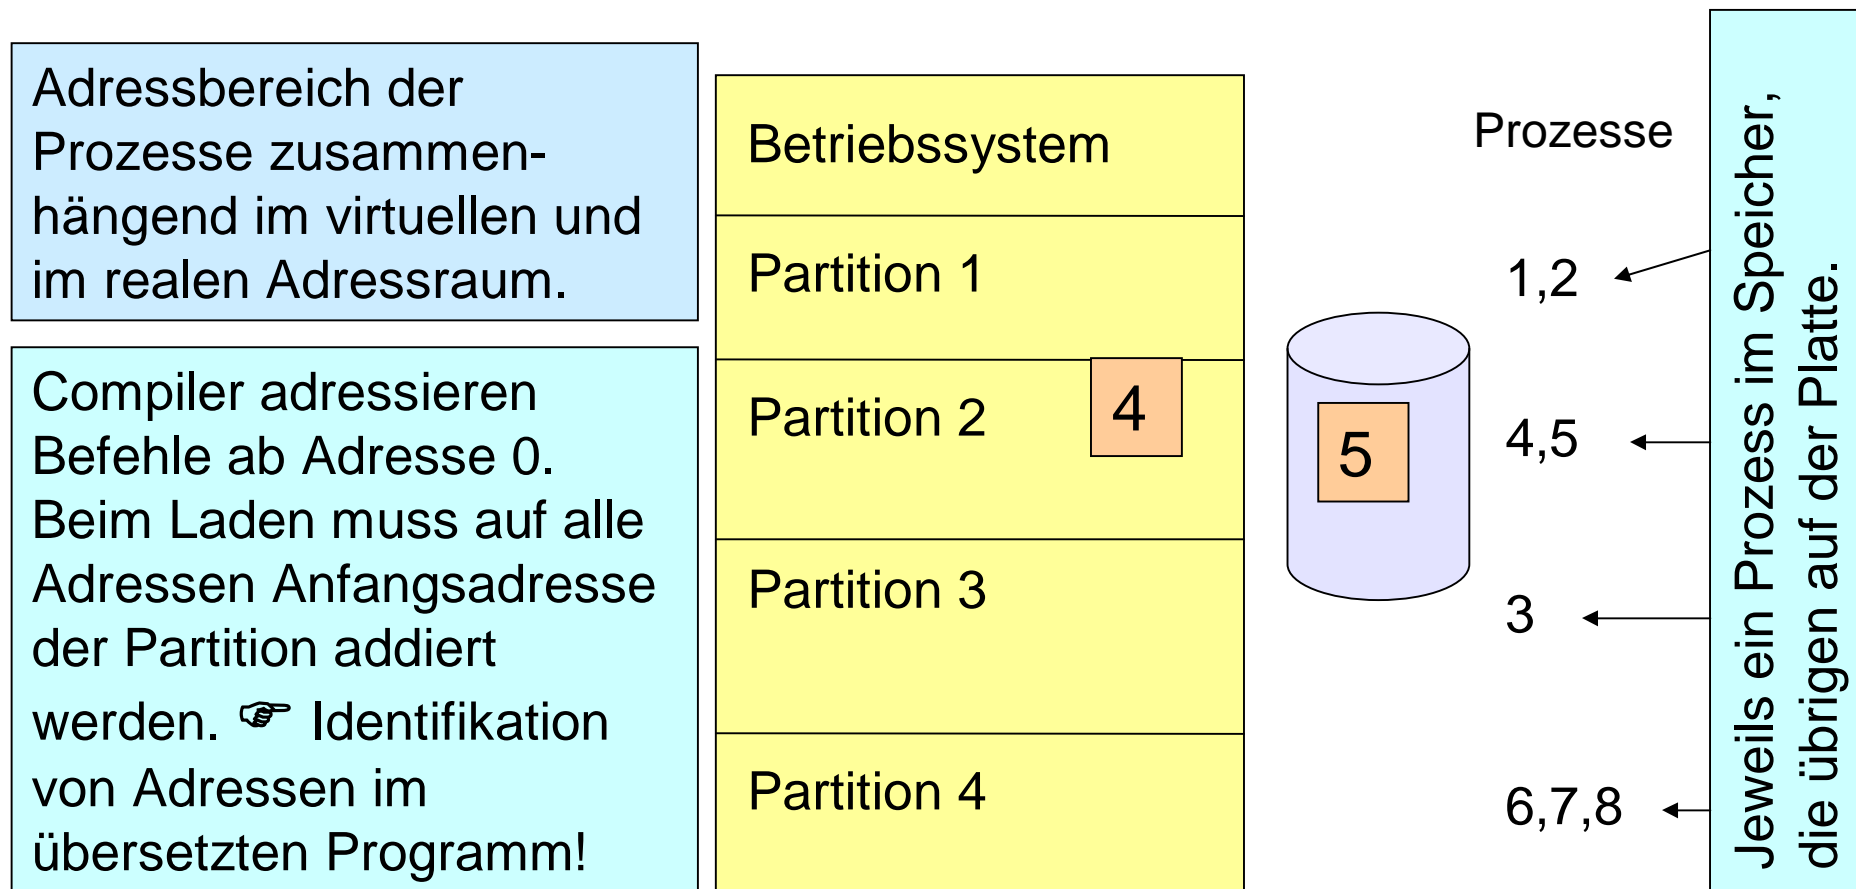 Adressbereich der
Prozesse zusammen-
hängend im virtuellen und
im realen Adressraum.
Compiler adressieren
Befehle ab Adresse 0.
Beim Laden muss auf alle
Adressen Anfangsadresse
der Partition addiert
werden. ☞ Identifikation
von Adressen im
übersetzten Programm!
Betriebssystem
Partition 1
Partition 2
4
Partition 3
Partition 4
5
Prozesse
1,2
4,5
3
6,7,8
Jeweils ein Prozess im Speicher,
die übrigen auf der Platte.